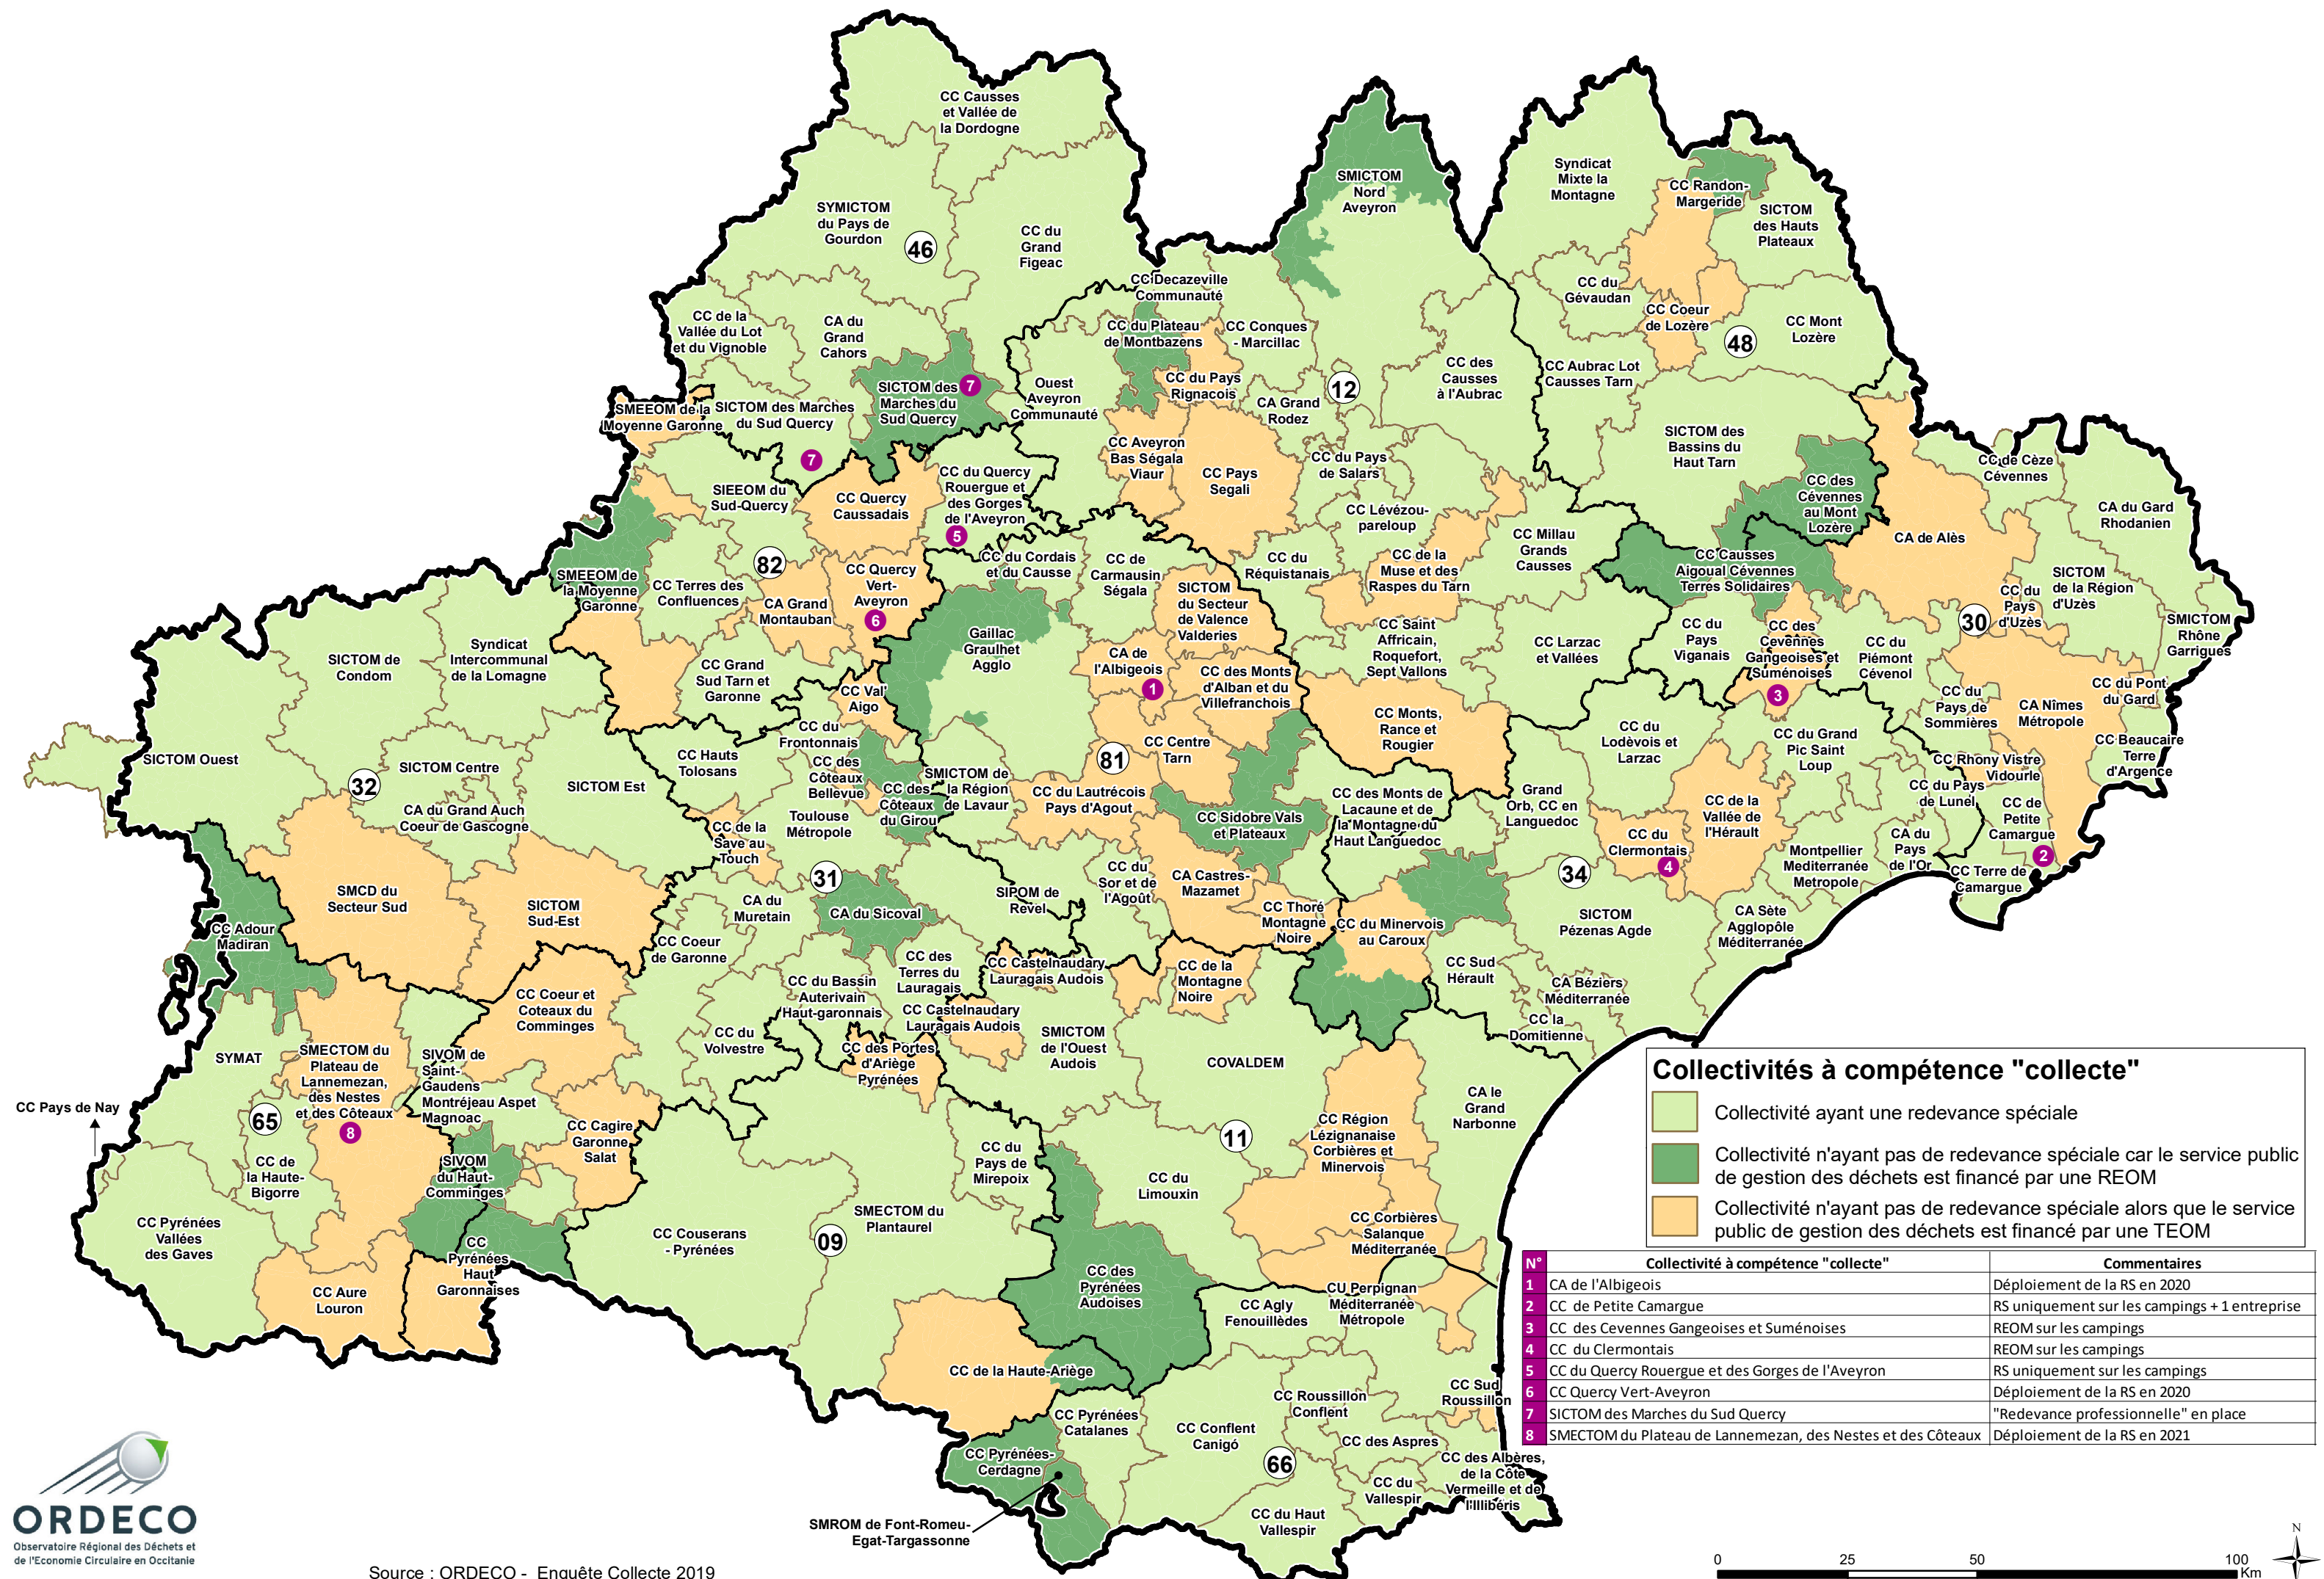 CC Causses
et Vallée de
la Dordogne
SYMICTOM
du Pays de
Gourdon
46
CC du
Grand
Figeac
SMICTOM
Nord
Aveyron
Syndicat
Mixte la
Montagne
CC Randon-
Margeride
SICTOM
des Hauts
Plateaux
CC du
Gévaudan
CC Coeur
de Lozère
48
CC Mont
Lozère
CC Decazeville
Communauté
CC du Plateau
de Montbazens
CC Conques
- Marcillac
CC de la
Vallée du Lot
et du Vignoble
CA du
Grand
Cahors
SICTOM des
Marches du
Sud Quercy
7
Ouest
Aveyron
Communauté
CC du Pays
Rignacois
CA Grand
Rodez
12
CC des
Causses
à l'Aubrac
CC Aubrac Lot
Causses Tarn
SMEEOM de la
Moyenne Garonne
SICTOM des Marches
du Sud Quercy
7
CC Aveyron
Bas Ségala
Viaur
CC Pays
Segali
CC du Pays
de Salars
SICTOM des
Bassins du
Haut Tarn
CC des
Cévennes
au Mont
Lozère
CC de Cèze
Cévennes
CA du Gard
Rhodanien
SIEEOM du
Sud-Quercy
CC Quercy
Caussadais
CC du Quercy
Rouergue et
des Gorges
de l'Aveyron
5
CC Lévézou-
pareloup
CC Millau
Grands
Causses
CA de Alès
SMEEOM de
la Moyenne
Garonne
82
CC Terres des
Confluences
CA Grand
Montauban
CC Quercy
Vert-
Aveyron
6
CC du Cordais
et du Causse
CC de
Carmausin
Ségala
SICTOM
du Secteur
de Valence
Valderies
CC du
Réquistanais
CC de la
Muse et des
Raspes du Tarn
CC Causses
Aigoual Cévennes
Terres Solidaires
SICTOM
de la Région
d'Uzès
CC du
Pays
d'Uzès
30
SMICTOM
Rhône
Garrigues
SICTOM de
Condom
Syndicat
Intercommunal
de la Lomagne
CC Grand
Sud Tarn et
Garonne
Gaillac
Graulhet
Agglo
CA de
l'Albigeois
1
CC des Monts
d'Alban et du
Villefranchois
CC Saint
Affricain,
Roquefort,
Sept Vallons
CC Larzac
et Vallées
CC du
Pays
Viganais
CC des
Cevennes
Gangeoises et
Suménoises
3
CC du
Piémont
Cévenol
CC du
Pays de
Sommières
CA Nîmes
Métropole
CC du Pont
du Gard
CC Beaucaire
Terre
d'Argence
SICTOM Ouest
32
SICTOM Centre
CA du Grand Auch
Coeur de Gascogne
SICTOM Est
CC Hauts
Tolosans
CC Val'
Aïgo
CC du
Frontonnais
CC des
Côteaux
Bellevue
CC des
Côteaux
du Girou
SMICTOM de
la Région
de Lavaur
81
CC Centre
Tarn
CC du Lautrécois
Pays d'Agout
CC Monts,
Rance et
Rougier
CC Sidobre Vals
et Plateaux
CC des Monts de
Lacaune et de
la Montagne du
Haut Languedoc
Grand
Orb, CC en
Languedoc
CC du
Lodèvois et
Larzac
CC du Grand
Pic Saint
Loup
CC Rhony Vistre
Vidourle
CC du Pays
de Lunel
CC de
Petite
Camargue
2
CC de la
Save au
Touch
Toulouse
Métropole
31
CC de la
Vallée de
l'Hérault
CC du
Clermontais
4
34
Montpellier
Mediterranée
Metropole
CA du
Pays
de l'Or
CC Terre de
Camargue
SMCD du
Secteur Sud
SICTOM
Sud-Est
CA du
Muretain
CA du Sicoval
SIPOM de
Revel
CC du
Sor et de
l'Agoût
CA Castres-
Mazamet
CC Thoré
Montagne
Noire
CC du Minervois
au Caroux
SICTOM
Pézenas Agde
CA Sète
Agglopôle
Méditerranée
CC Adour
Madiran
CC Coeur
de Garonne
CC des
Terres du
Lauragais
CC Castelnaudary
Lauragais Audois
CC de la
Montagne
Noire
CC Sud
Hérault
CA Béziers
Méditerranée
CC la
Domitienne
CC Coeur et
Coteaux du
Comminges
CC du Bassin
Auterivain
Haut-garonnais
CC Castelnaudary
Lauragais Audois
CC du
Volvestre
CC des Portes
d'Ariège
Pyrénées
SMICTOM
de l'Ouest
Audois
COVALDEM
CA le
Grand
Narbonne
SYMAT
SMECTOM du
Plateau de
Lannemezan,
des Nestes
et des Côteaux
8
SIVOM de
Saint-
Gaudens
Montréjeau Aspet
Magnoac
CC Pays de Nay
65
CC de
la Haute-
Bigorre
SIVOM
du Haut-
Comminges
CC Cagire
Garonne
Salat
CC du
Pays de
Mirepoix
11
CC du
Limouxin
CC Région
Lézignanaise
Corbières et
Minervois
CC Pyrénées
Vallées
des Gaves
CC Couserans
- Pyrénées
09
SMECTOM du
Plantaurel
CC
Pyrénées
Haut
Garonnaises
CC Aure
Louron
CC des
Pyrénées
Audoises
CC Corbières
Salanque
Méditerranée
CC Agly
Fenouillèdes
CU Perpignan
Méditerranée
Métropole
CC de la Haute-Ariège
CC Roussillon
Conflent
CC Sud
Roussillon
CC Pyrénées
Catalanes
CC Conflent
Canigó
CC Pyrénées-
Cerdagne
66
CC des Aspres
CC du
Vallespir
CC des Albères,
de la Côte
Vermeille et de
l'Illibéris
CC du Haut
Vallespir
SMROM de Font-Romeu-
Egat-Targassonne
Collectivités à compétence "collecte"
Collectivité ayant une redevance spéciale
Collectivité n'ayant pas de redevance spéciale car le service public
de gestion des déchets est financé par une REOM
Collectivité n'ayant pas de redevance spéciale alors que le service
public de gestion des déchets est financé par une TEOM
N° Collectivité à compétence "collecte" Commentaires
1 CA de l'Albigeois Déploiement de la RS en 2020
2 CC de Petite Camargue RS uniquement sur les campings + 1 entreprise
3 CC des Cevennes Gangeoises et Suménoises REOM sur les campings
4 CC du Clermontais REOM sur les campings
5 CC du Quercy Rouergue et des Gorges de l'Aveyron RS uniquement sur les campings
6 CC Quercy Vert-Aveyron Déploiement de la RS en 2020
7 SICTOM des Marches du Sud Quercy "Redevance professionnelle" en place
8 SMECTOM du Plateau de Lannemezan, des Nestes et des Côteaux Déploiement de la RS en 2021
ORDECO
Observatoire Régional des Déchets et
de l'Economie Circulaire en Occitanie
Source : ORDECO - Enquête Collecte 2019
N
0 25 50 100
Km